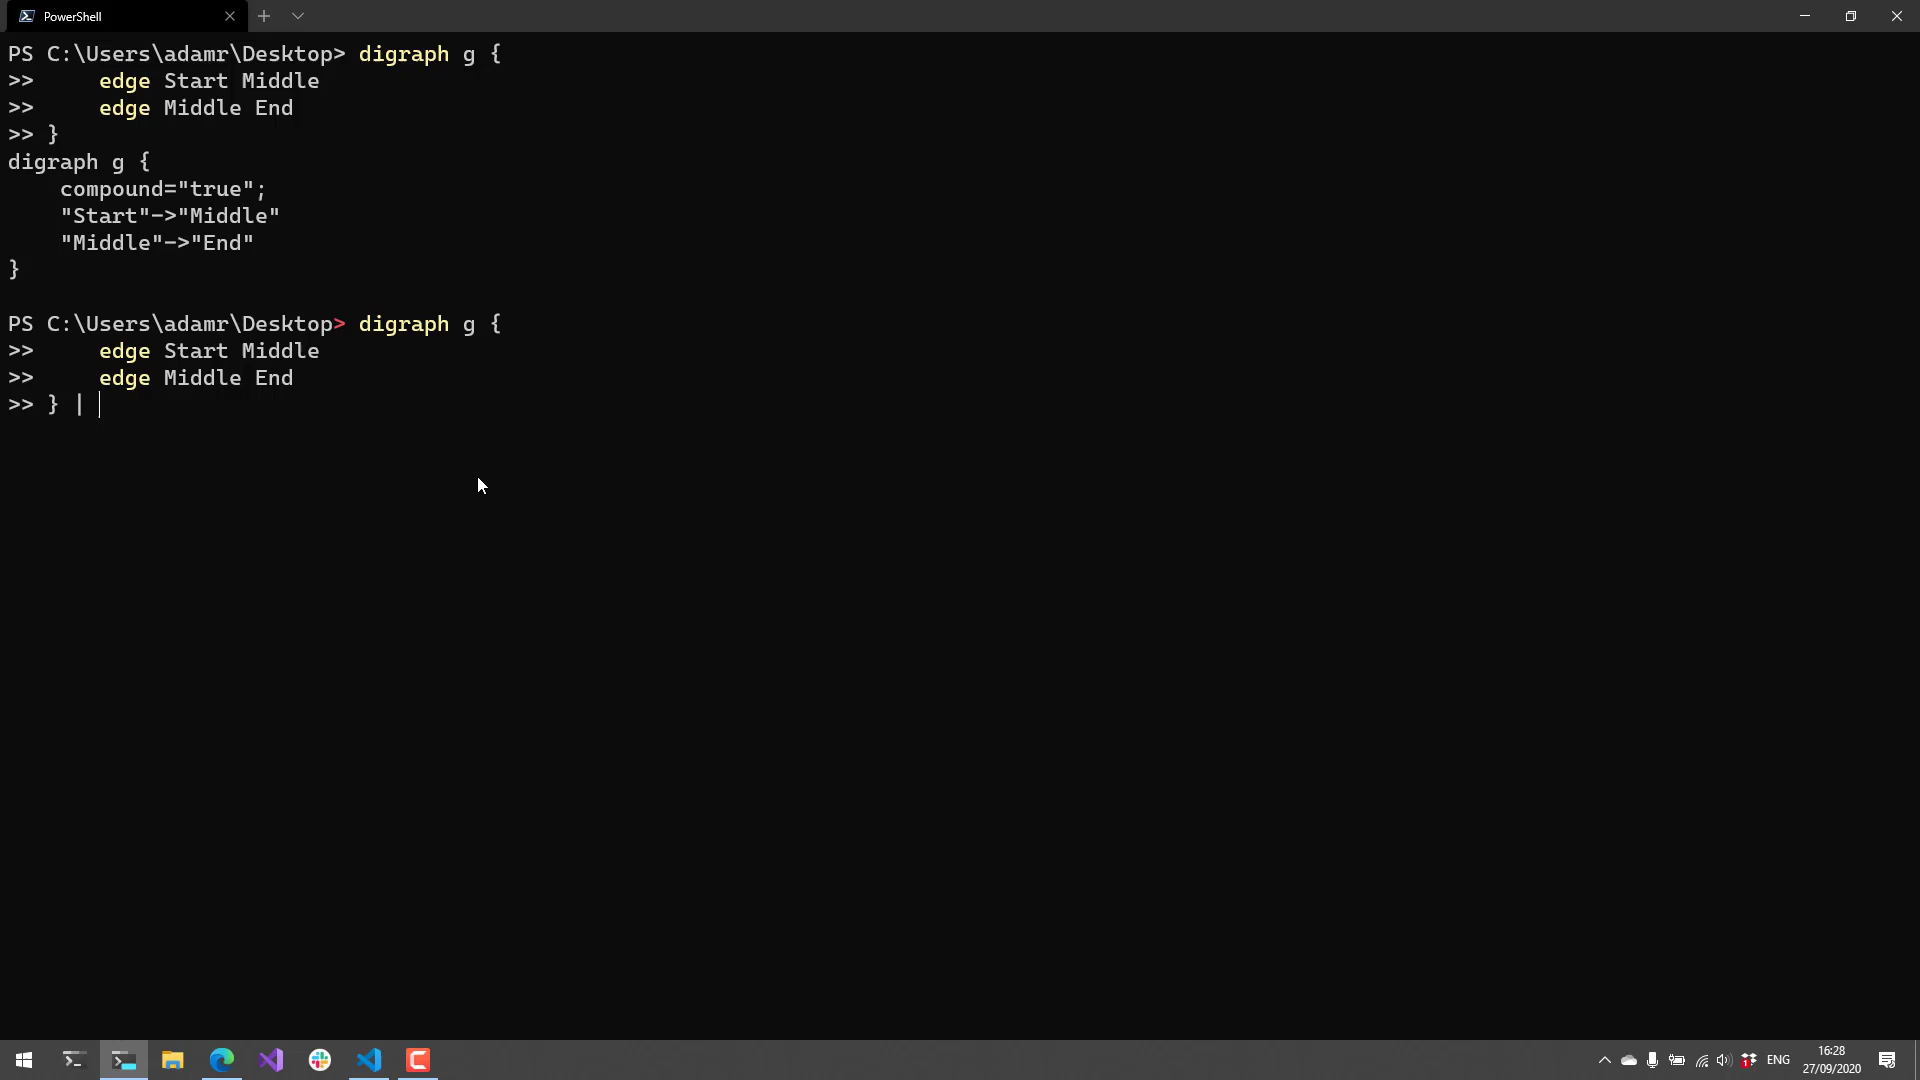 PowerShell
PS C:\Users\adamr\Desktop> digraph g {
>>     edge Start Middle
>>     edge Middle End
>> }
digraph g {
    compound="true";
    "Start"->"Middle"
    "Middle"->"End"
}
PS C:\Users\adamr\Desktop> digraph g {
>>     edge Start Middle
>>     edge Middle End
>> } |
ENG
16:28
27/09/2020